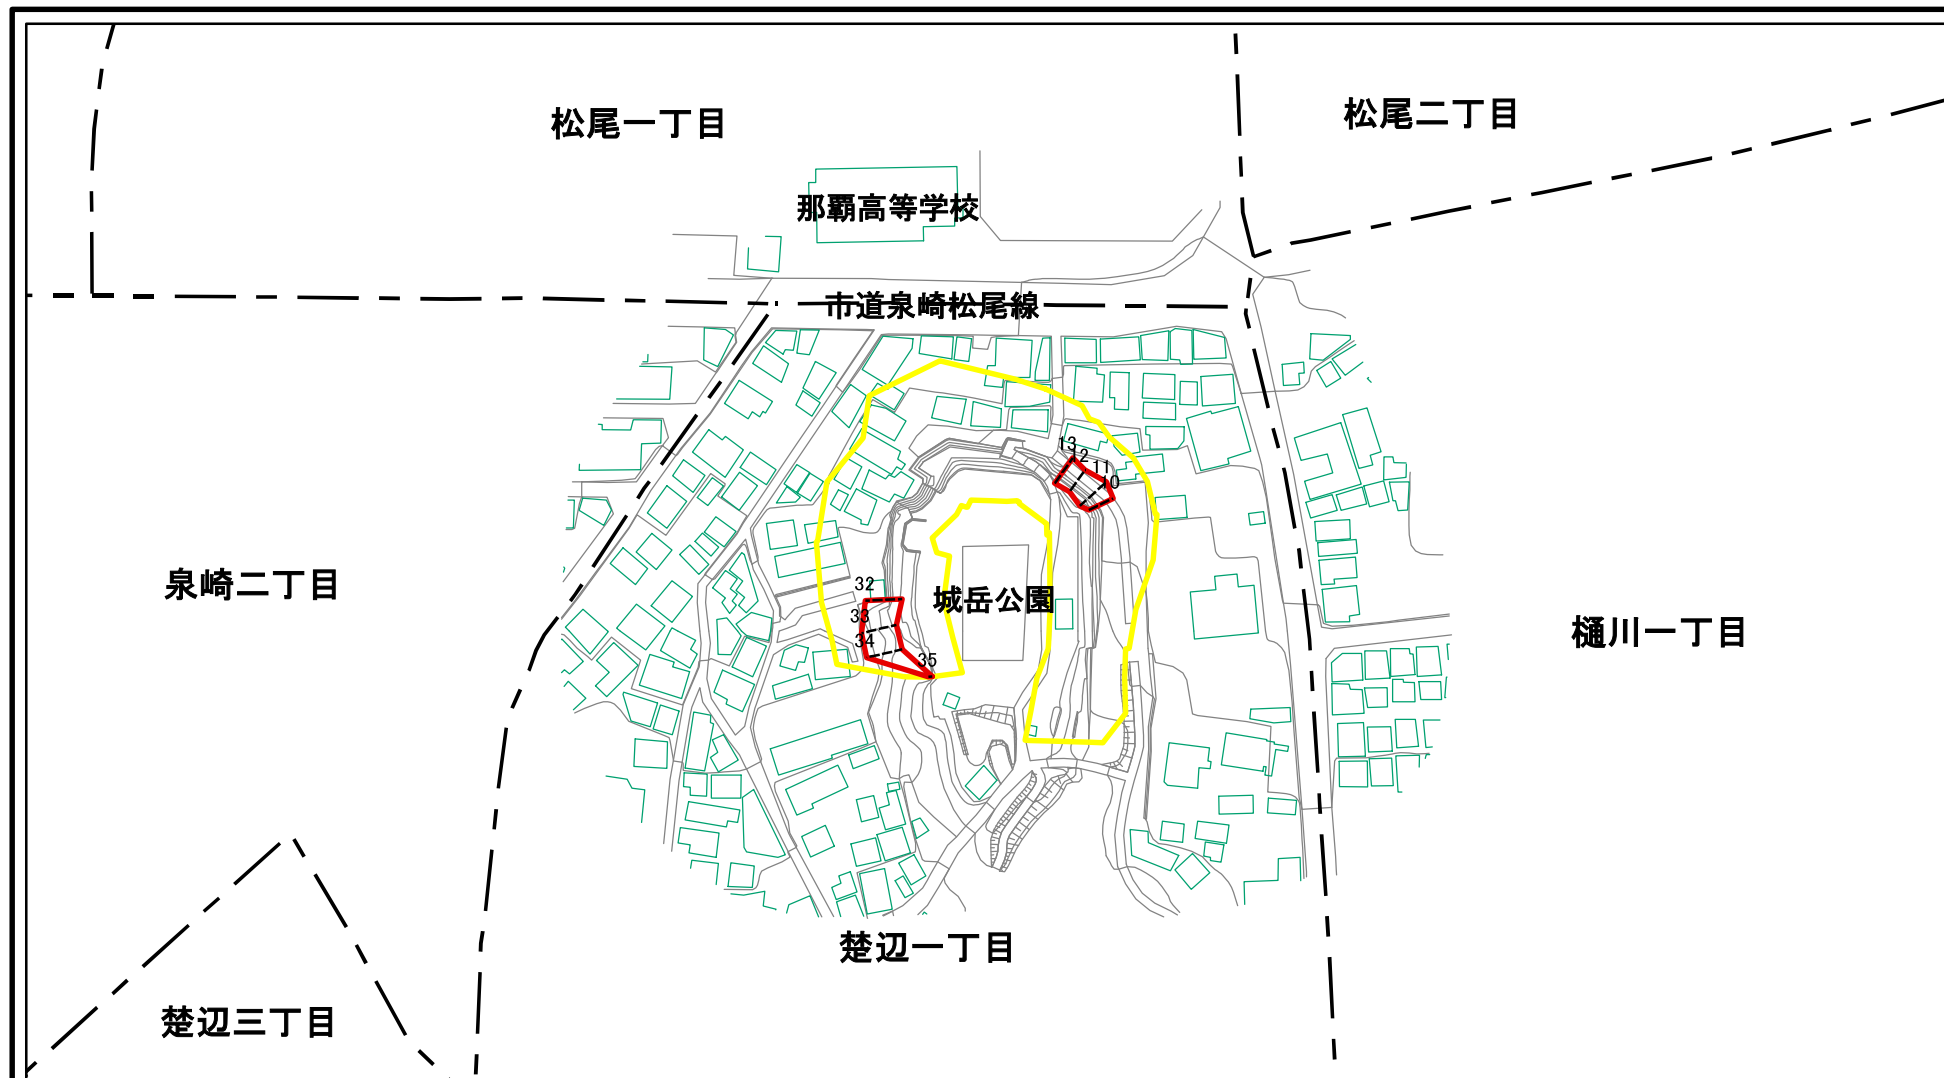 松尾一丁目
松尾二丁目
那覇高等学校
市道泉崎松尾線
13
12
11
10
泉崎二丁目
32
33
34
35
城岳公園
樋川一丁目
楚辺一丁目
楚辺三丁目